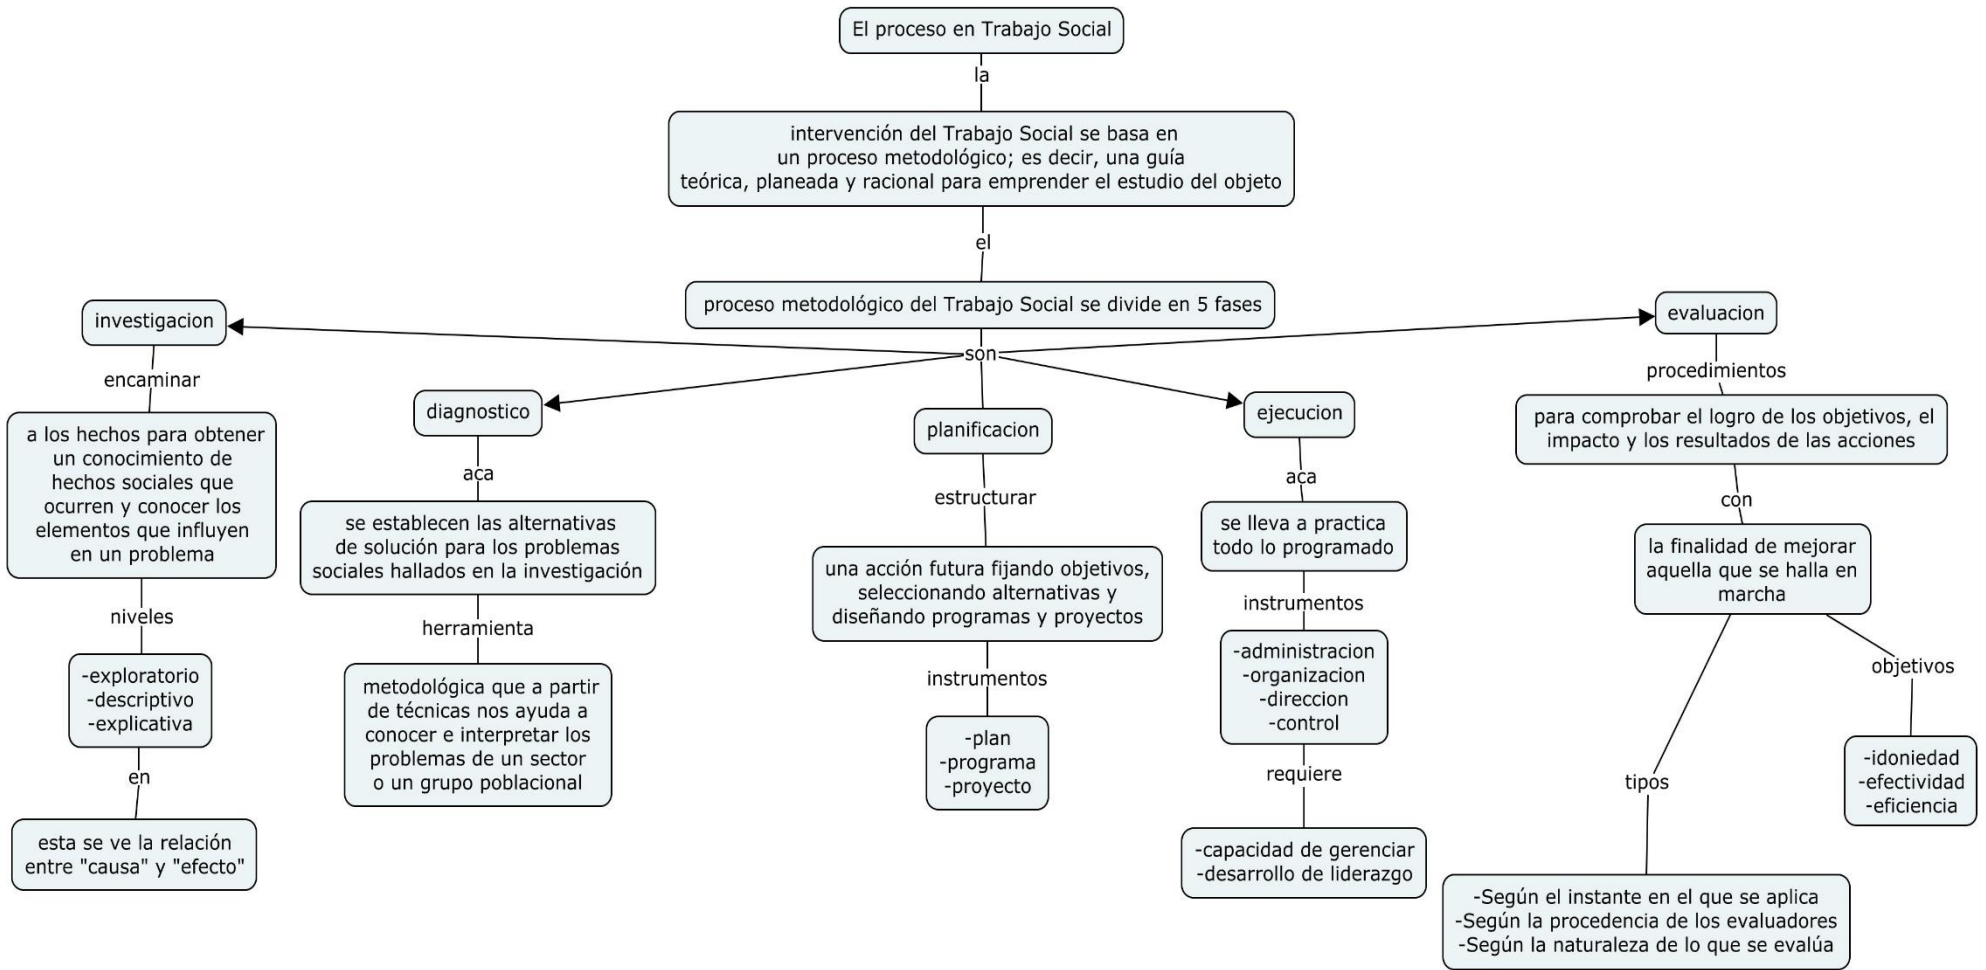 El proceso en Trabajo Social
la
intervención del Trabajo Social se basa en
un proceso metodológico; es decir, una guía
teórica, planeada y racional para emprender el estudio del objeto
el
proceso metodológico del Trabajo Social se divide en 5 fases
son
investigacion
encaminar
a los hechos para obtener
un conocimiento de
hechos sociales que
ocurren y conocer los
elementos que influyen
en un problema
niveles
-exploratorio
-descriptivo
-explicativa
en
esta se ve la relación
entre "causa" y "efecto"
diagnostico
aca
se establecen las alternativas
de solución para los problemas
sociales hallados en la investigación
herramienta
metodológica que a partir
de técnicas nos ayuda a
conocer e interpretar los
problemas de un sector
o un grupo poblacional
planificacion
estructurar
una acción futura fijando objetivos,
seleccionando alternativas y
diseñando programas y proyectos
instrumentos
-plan
-programa
-proyecto
ejecucion
aca
se lleva a practica
todo lo programado
instrumentos
-administracion
-organizacion
-direccion
-control
requiere
-capacidad de gerenciar
-desarrollo de liderazgo
evaluacion
procedimientos
para comprobar el logro de los objetivos, el
impacto y los resultados de las acciones
con
la finalidad de mejorar
aquella que se halla en
marcha
tipos
-Según el instante en el que se aplica
-Según la procedencia de los evaluadores
-Según la naturaleza de lo que se evalúa
objetivos
-idoniedad
-efectividad
-eficiencia